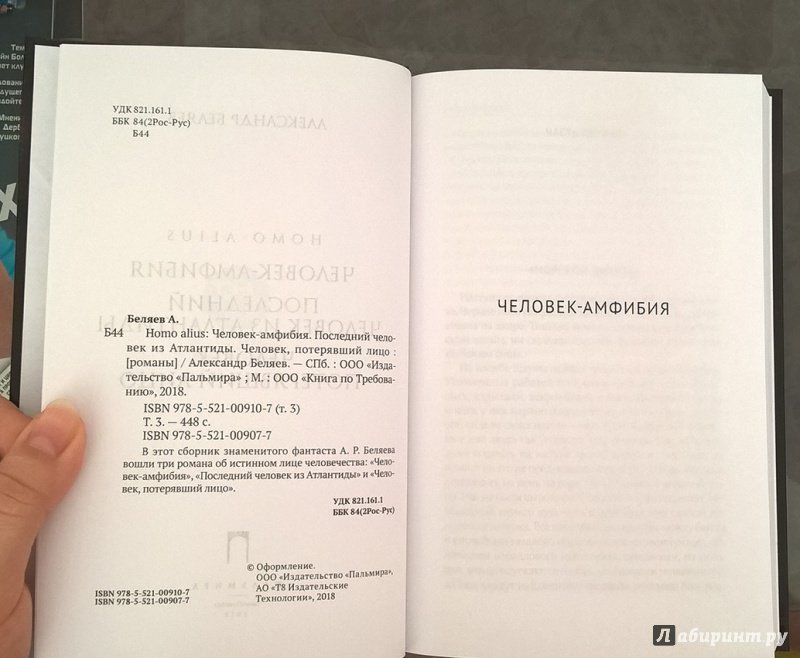 УДК 821.161.1
ББК 84(2Рос-Рус)
Б44
Беляев А.
Б44 Homo alius: Человек-амфибия. Последний чело-
век из Атлантиды. Человек, потерявший лицо :
[романы] / Александр Беляев. — СПб. : ООО «Изда-
тельство «Пальмира» ; М. : ООО «Книга по Требова-
нию», 2018.
ISBN 978-5-521-00910-7 (т. 3)
Т. 3. — 448 с.
ISBN 978-5-521-00907-7
В этот сборник знаменитого фантаста А. Р. Беляева
вошли три романа об истинном лице человечества: «Чело-
век-амфибия», «Последний человек из Атлантиды» и «Чело-
век, потерявший лицо».
УДК 821.161.1
ББК 84(2Рос-Рус)
ISBN 978-5-521-00910-7
ISBN 978-5-521-00907-7
© Оформление.
ООО «Издательство «Пальмира»,
АО «Т8 Издательские
Технологии», 2018
ЧЕЛОВЕК-АМФИБИЯ
Лабиринт.ру